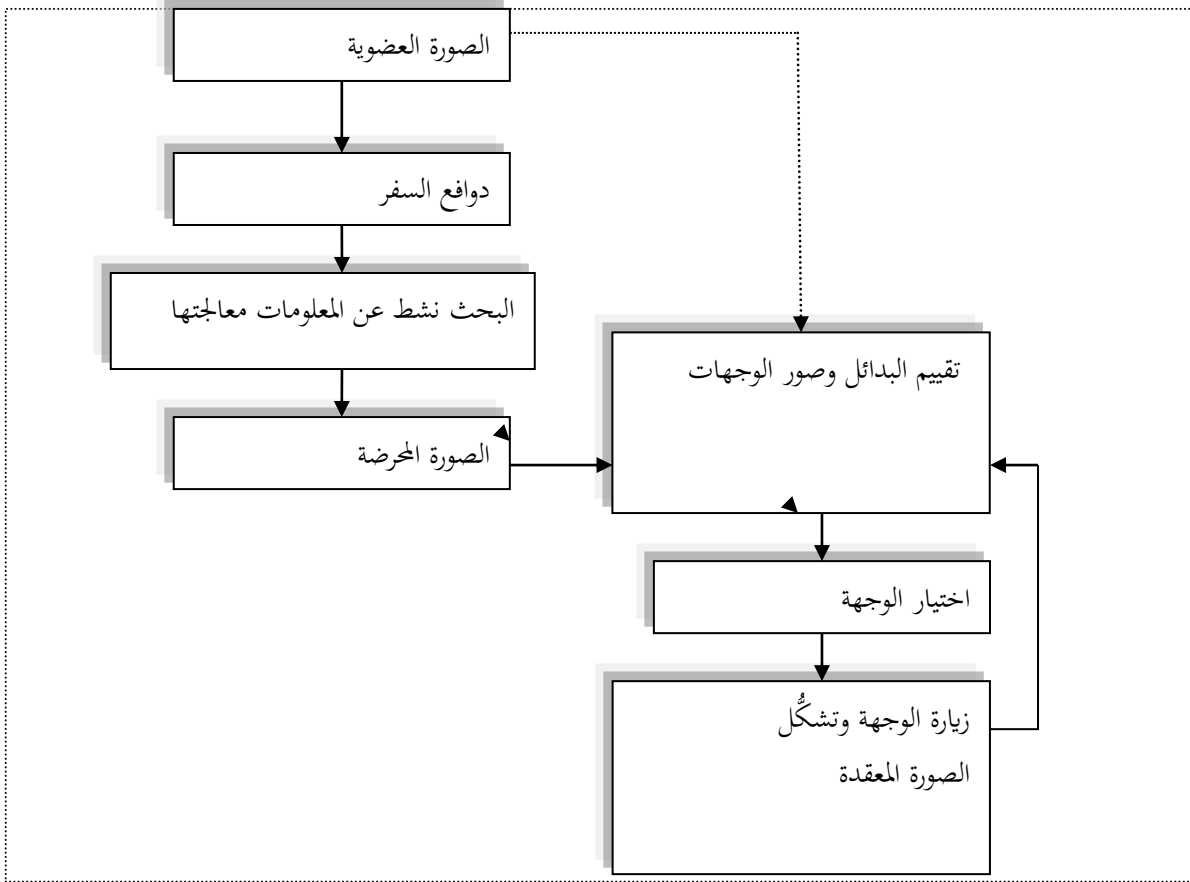 الصورة العضوية
دوافع السفر
البحث نشط عن المعلومات معالجتها
الصورة المحرضة
تقييم البدائل وصور الوجهات
اختيار الوجهة
زيارة الوجهة وتشكُّل
الصورة المعقدة